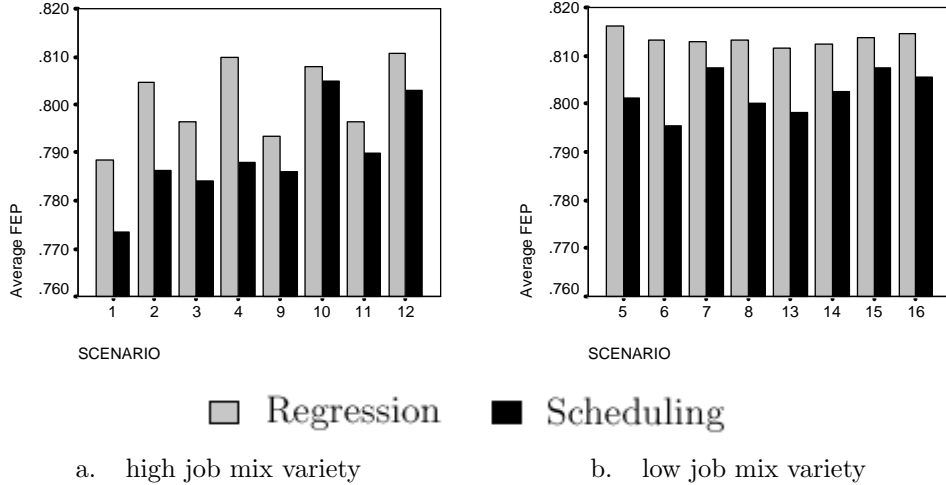 .820
.810
.800
.790
.780
.770
.760
Average FEP
1 2 3 4 9 10 11 12
SCENARIO
.820
.810
.800
.790
.780
.770
.760
Average FEP
5 6 7 8 13 14 15 16
SCENARIO
Regression Scheduling
a. high job mix variety
b. low job mix variety